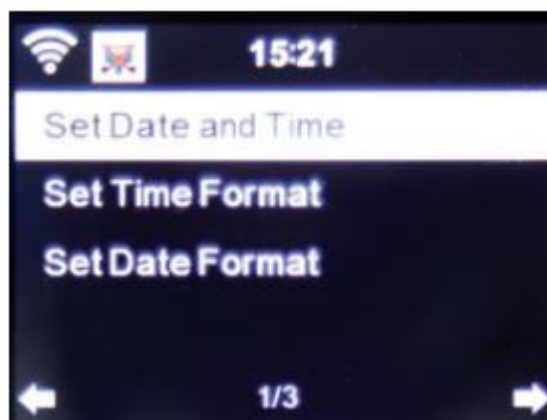 15:21
Set Date and Time
Set Time Format
Set Date Format
1/3